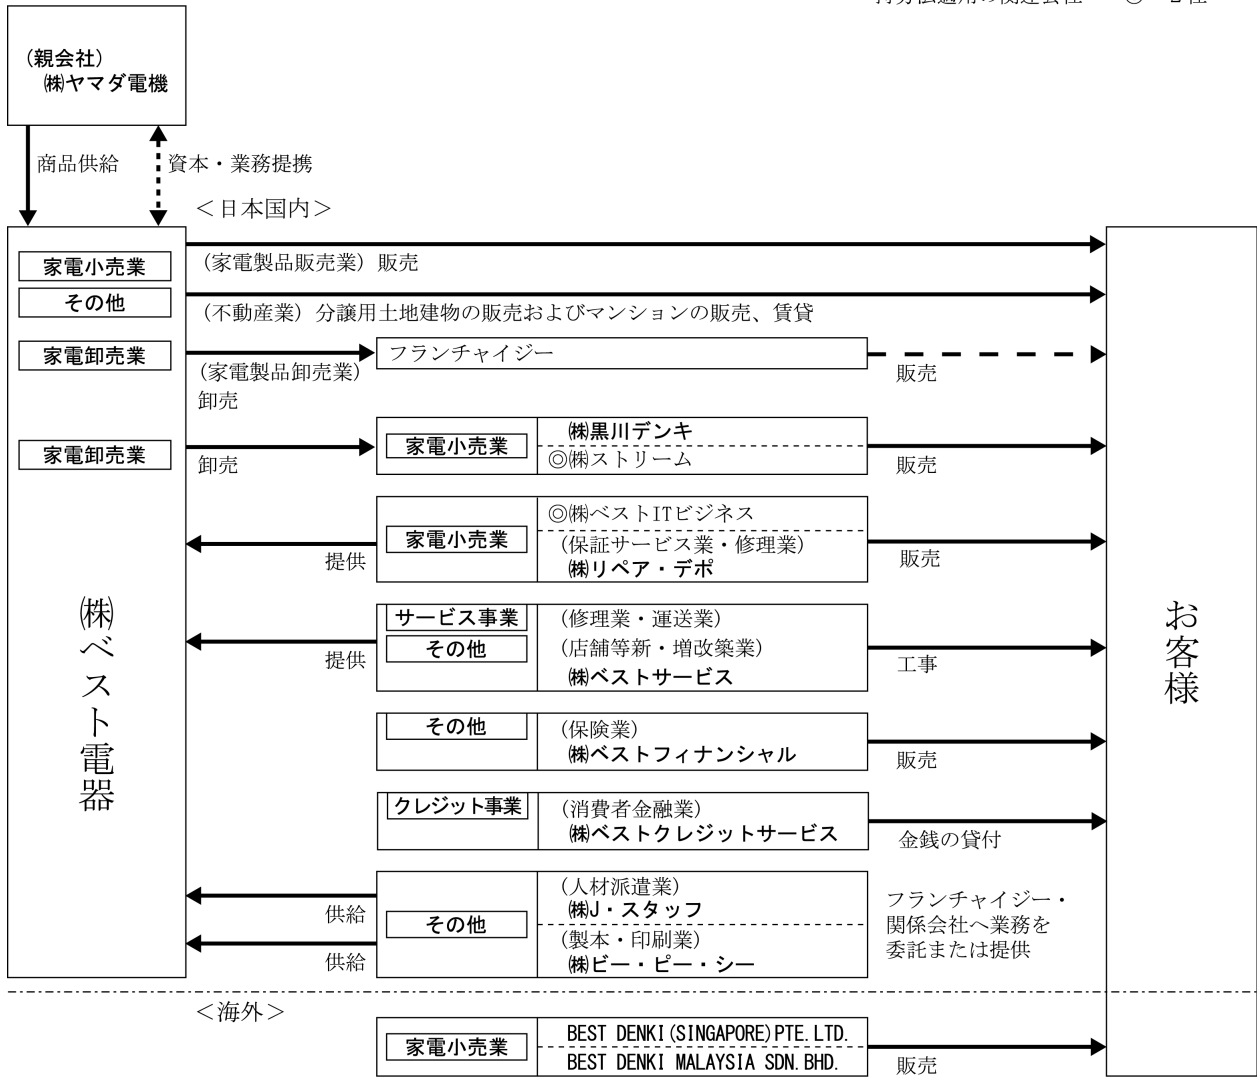 (親会社)
㈱ヤマダ電機
商品供給
資本・業務提携
＜日本国内＞
家電小売業
(家電製品販売業) 販売
その他
(不動産業) 分譲用土地建物の販売およびマンションの販売、賃貸
家電卸売業
(家電製品卸売業)
卸売
フランチャイジー
販売
家電卸売業
卸売
家電小売業
㈱黒川デンキ
◎㈱ストリーム
販売
提供
家電小売業
◎㈱ベストITビジネス
(保証サービス業・修理業)
㈱リペア・デポ
販売
提供
サービス事業
その他
(修理業・運送業)
(店舗等新・増改築業)
㈱ベストサービス
工事
その他
(保険業)
㈱ベストフィナンシャル
販売
クレジット事業
(消費者金融業)
㈱ベストクレジットサービス
金銭の貸付
供給
供給
その他
(人材派遣業)
㈱J・スタッフ
(製本・印刷業)
㈱ビー・ピー・シー
フランチャイジー・
関係会社へ業務を
委託または提供
㈱ベスト電器
お客様
＜海外＞
家電小売業
BEST DENKI(SINGAPORE)PTE.LTD.
BEST DENKI MALAYSIA SDN.BHD.
販売